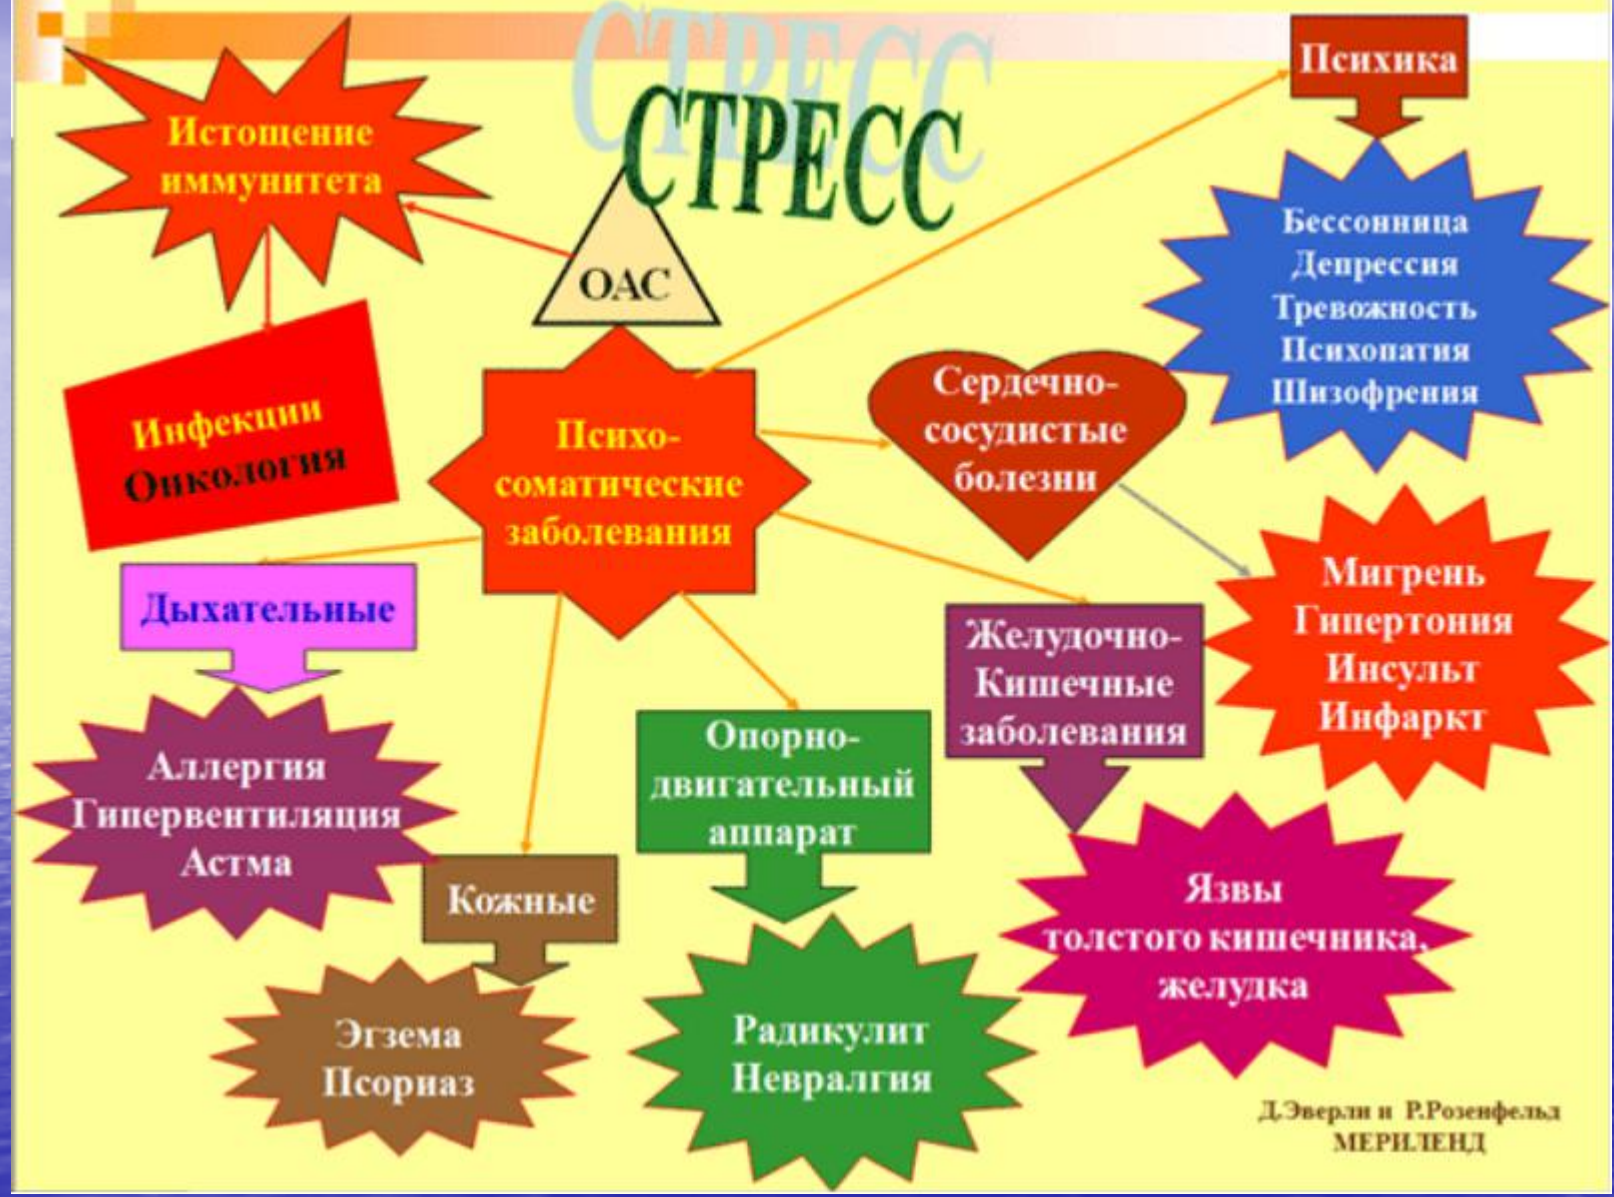 СТРЕСС
Психика
Истощение
иммунитета
ОАС
Бессонница
Депрессия
Тревожность
Психопатия
Шизофрения
Инфекции
Онкология
Психо-
соматические
заболевания
Сердечно-
сосудистые
болезни
Мигрень
Гипертония
Инсульт
Инфаркт
Дыхательные
Желудочно-
Кишечные
заболевания
Аллергия
Гипервентиляция
Астма
Опорно-
двигательный
аппарат
Кожные
Язвы
толстого кишечника,
желудка
Эгзема
Псориаз
Радикулит
Невралгия
Д.Эверли и Р.Розенфельд
МЕРИЛЕНД